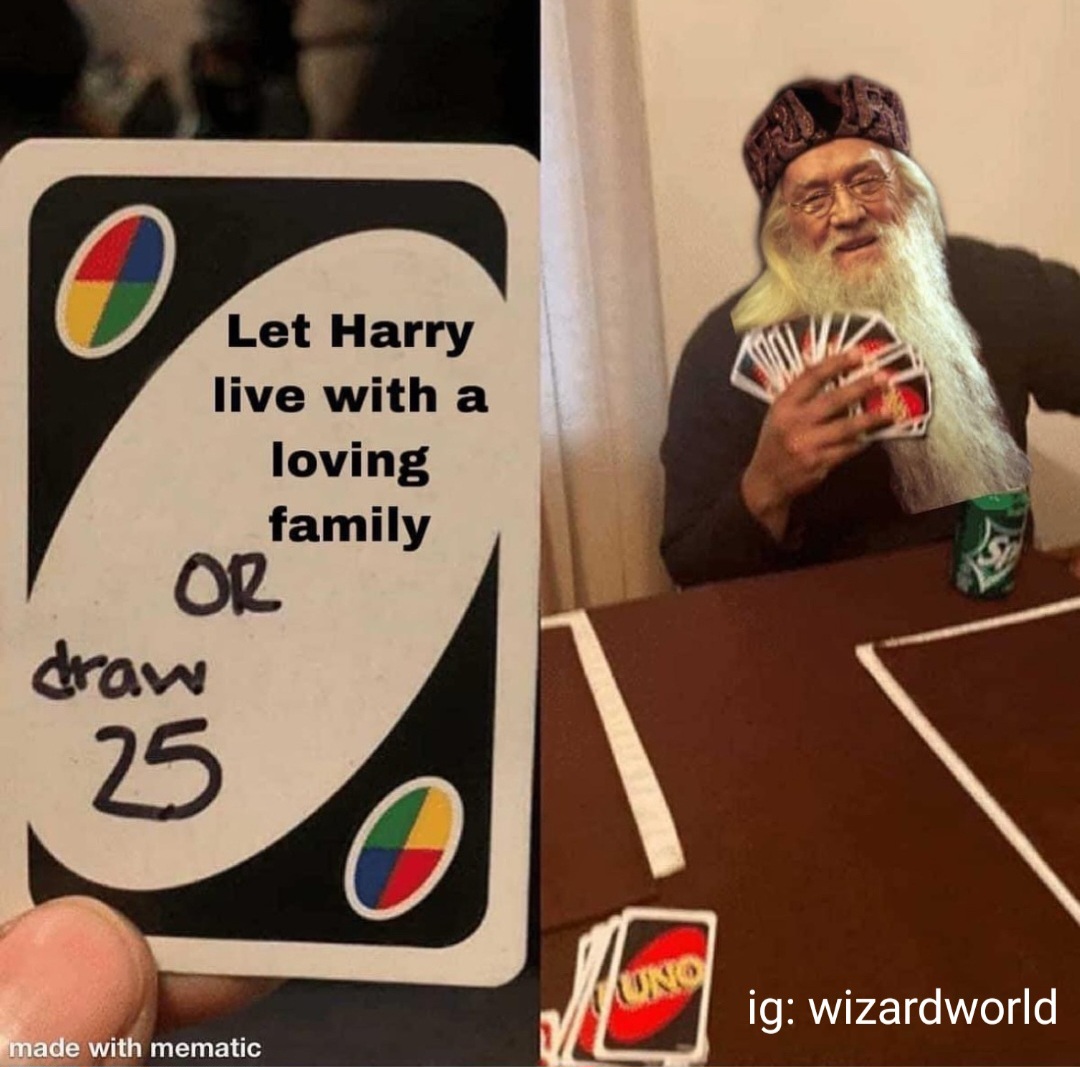 Let Harry
live with a
loving
family
OR
draw
25
UNO
ig: wizardworld
made with mematic